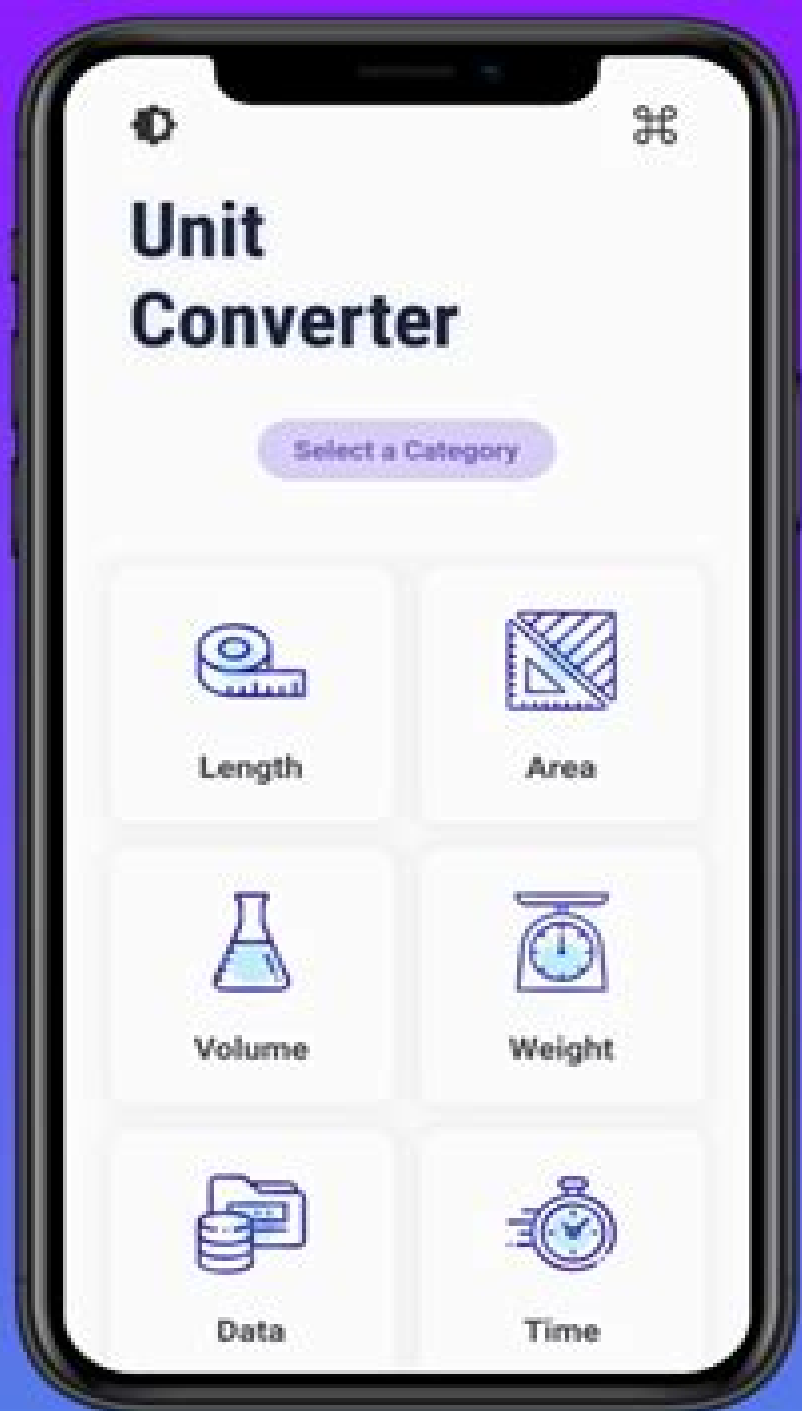 Unit
Converter
Select a Category
Length
Area
Volume
Weight
Data
Time